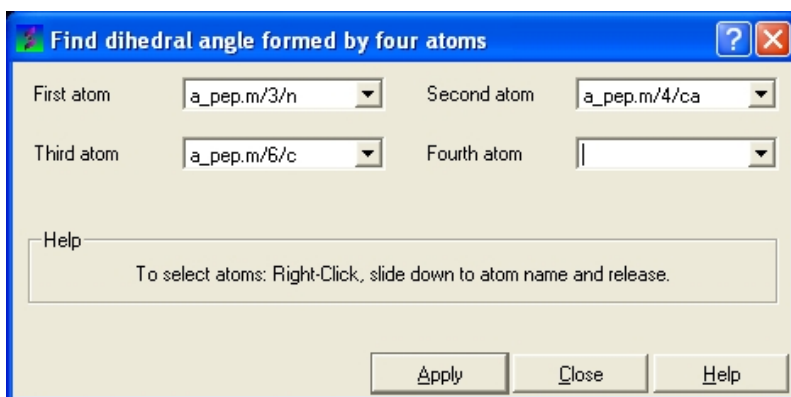 Find dihedral angle formed by four atoms
First atom a_pep.m/3/n Second atom a_pep.m/4/ca
Third atom a_pep.m/6/c Fourth atom
Help
To select atoms: Right-Click, slide down to atom name and release.
Apply Close Help